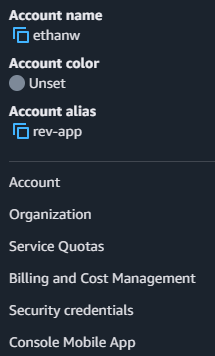 Account name
ethanw
Account color
Unset
Account alias
rev-app
Account
Organization
Service Quotas
Billing and Cost Management
Security credentials
Console Mobile App